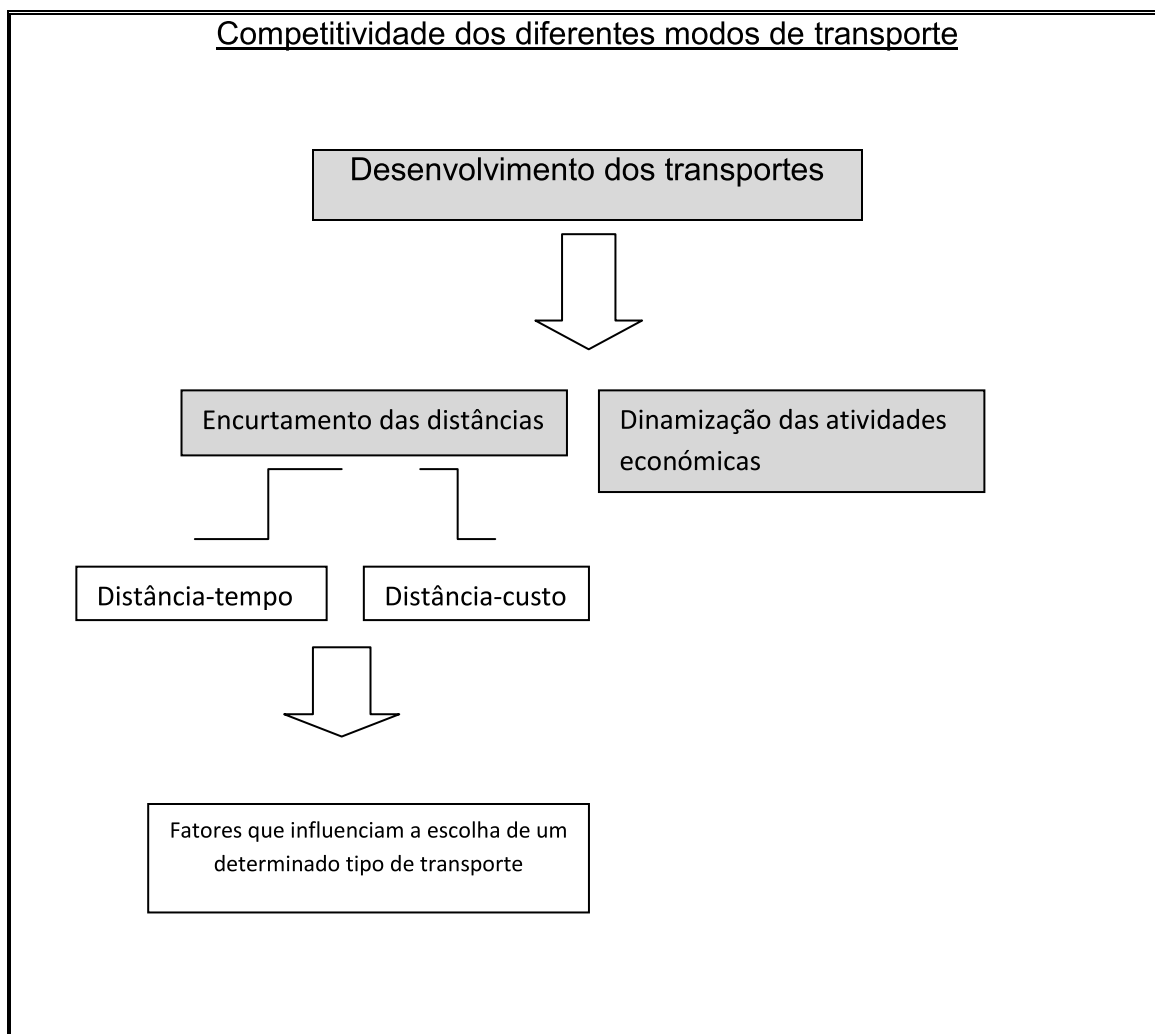 Competitividade dos diferentes modos de transporte
Desenvolvimento dos transportes
Encurtamento das distâncias
Dinamização das atividades
económicas
Distância-tempo
Distância-custo
Fatores que influenciam a escolha de um
determinado tipo de transporte